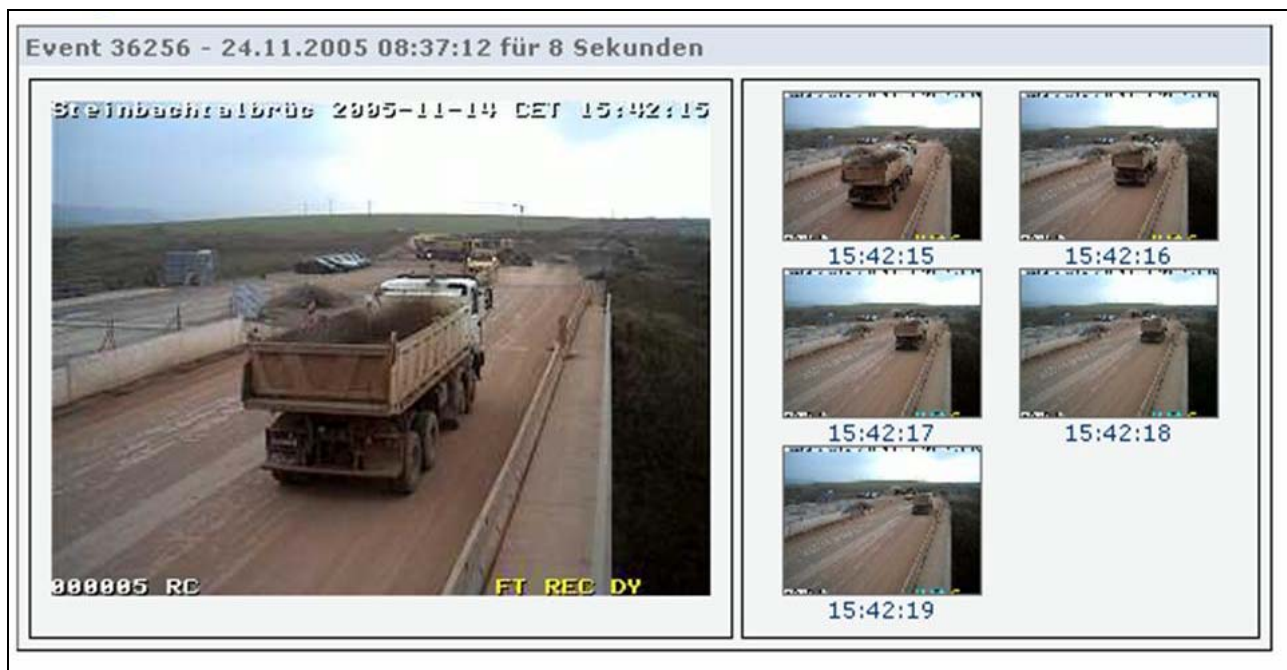 Event 36256 - 24.11.2005 08:37:12 für 8 Sekunden
Steinbachtalbrüc 2005-11-14 CET 15:42:15
000005 RC
FT REC DY
15:42:15
15:42:16
15:42:17
15:42:18
15:42:19